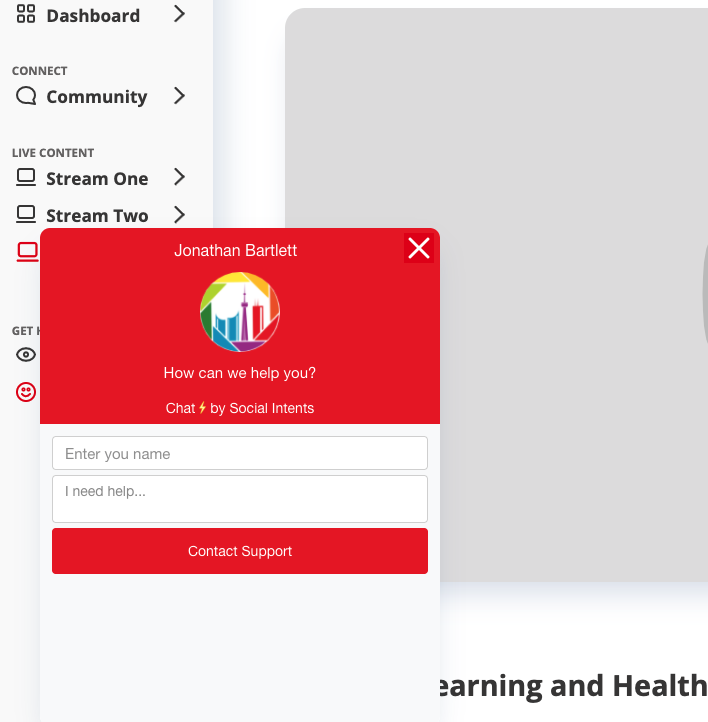 Dashboard
CONNECT
Community
LIVE CONTENT
Stream One
Stream Two
GET
Jonathan Bartlett
How can we help you?
Chat⚡by Social Intents
Enter you name
I need help...
Contact Support
earning and Health